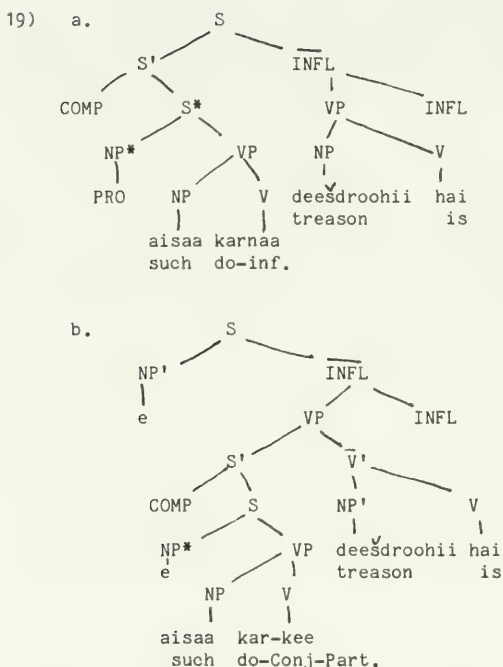 19) a.
S
S' INFL
COMP S* VP INFL
NP* VP NP V
PRO NP V deešdroohii hai
treason is
aisaa karnaa
such do-inf.
b.
S
NP' INFL
e VP INFL
S' V'
COMP S NP' V
NP* VP deešdroohii hai
e treason is
NP V
aisaa kar-kee
such do-Conj-Part.